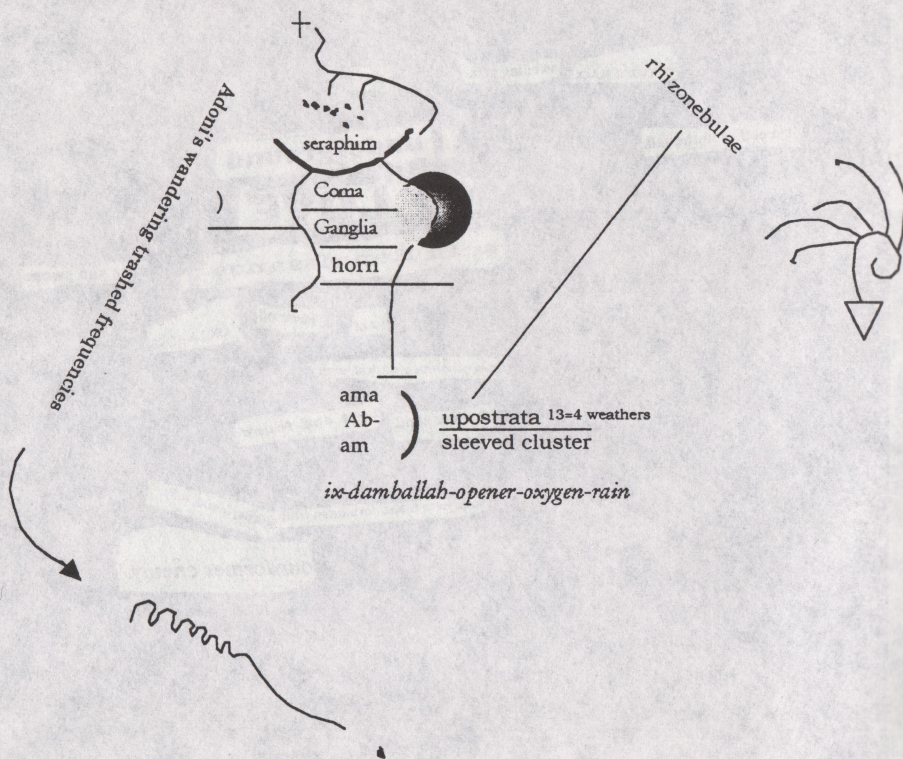 Adoni's wandering trashed frequencies
seraphim
Coma
Ganglia
horn
rhizonebulae
ama
Ab-
am
upostrata 13=4 weathers
sleeved cluster
ix-damballah-opener-oxygen-rain